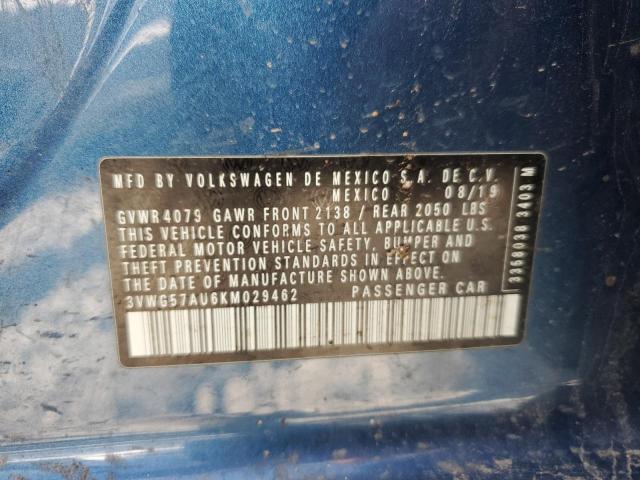 MFD BY VOLKSWAGEN DE MEXICO S.A. DE C.V.
MEXICO 08/19
GVWR 4079 GAWR FRONT 2138 / REAR 2050 LBS
THIS VEHICLE CONFORMS TO ALL APPLICABLE U.S.
FEDERAL MOTOR VEHICLE SAFETY, BUMPER AND
THEFT PREVENTION STANDARDS IN EFFECT ON
THE DATE OF MANUFACTURE SHOWN ABOVE.
3VWG57AU6KM029462 PASSENGER CAR
3368038 3403 M